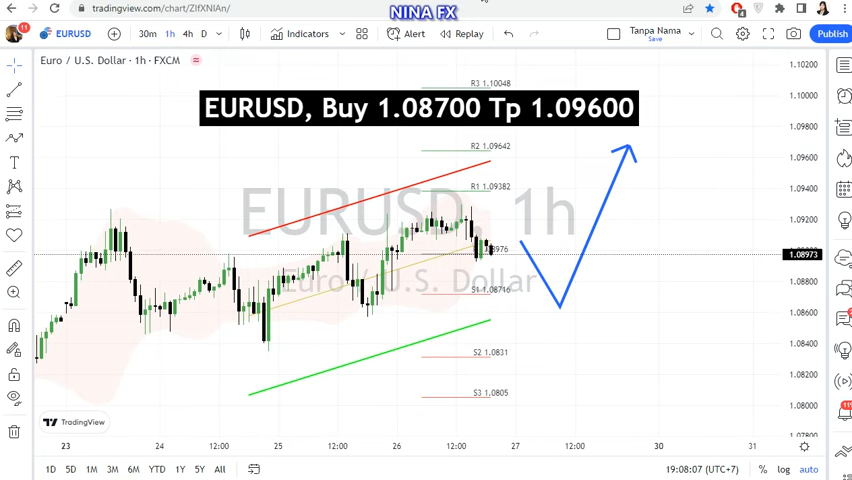 tradingview.com/chart/ZIfXNIAn/
NINA FX
11
EURUSD
30m
1h
4h
D
Indicators
Alert
Replay
Tanpa Nama
Save
Publish
Euro / U.S. Dollar · 1h · FXCM
EURUSD, Buy 1.08700 Tp 1.09600
EURUSD, 1h
Euro / U.S. Dollar
R3 1.10048
R2 1.09642
R1 1.09382
8976
S1 1.08716
S2 1.0831
S3 1.0805
1.10200
1.10000
1.09800
1.09600
1.09400
1.09200
1.08973
1.08800
1.08600
1.08400
1.08200
1.08000
1.07800
TradingView
23
24
12:00
25
12:00
26
12:00
27
12:00
30
31
1D
5D
1M
3M
6M
YTD
1Y
5Y
All
19:08:07 (UTC+7)
%
log
auto